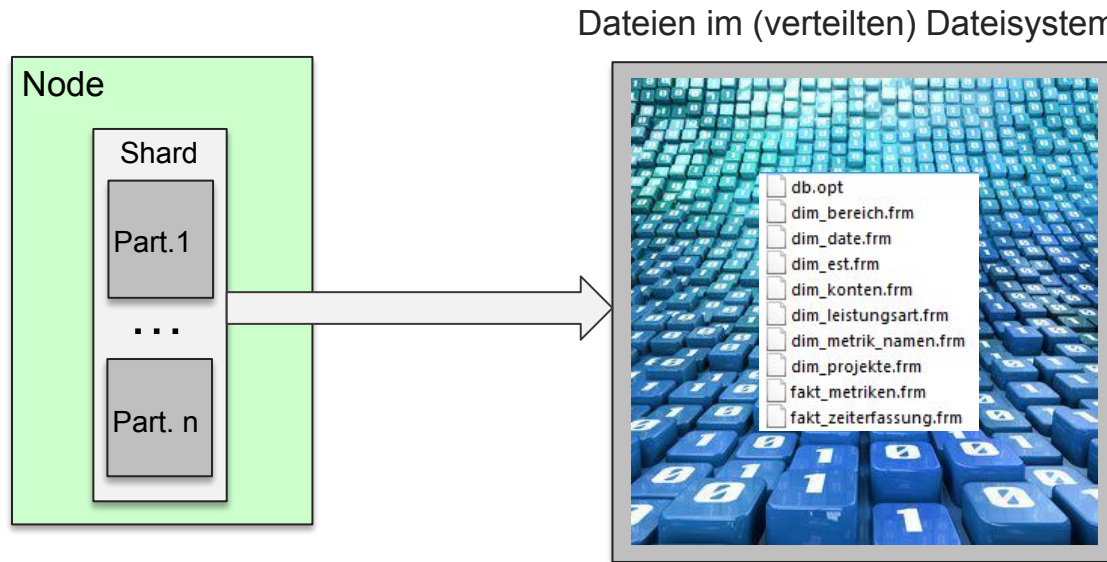 Dateien im (verteilten) Dateisystem
Node
Shard
Part.1
...
Part. n
db.opt
dim_bereich.frm
dim_date.frm
dim_est.frm
dim_konten.frm
dim_leistungsart.frm
dim_metrik_namen.frm
dim_projekte.frm
fakt_metriken.frm
fakt_zeiterfassung.frm